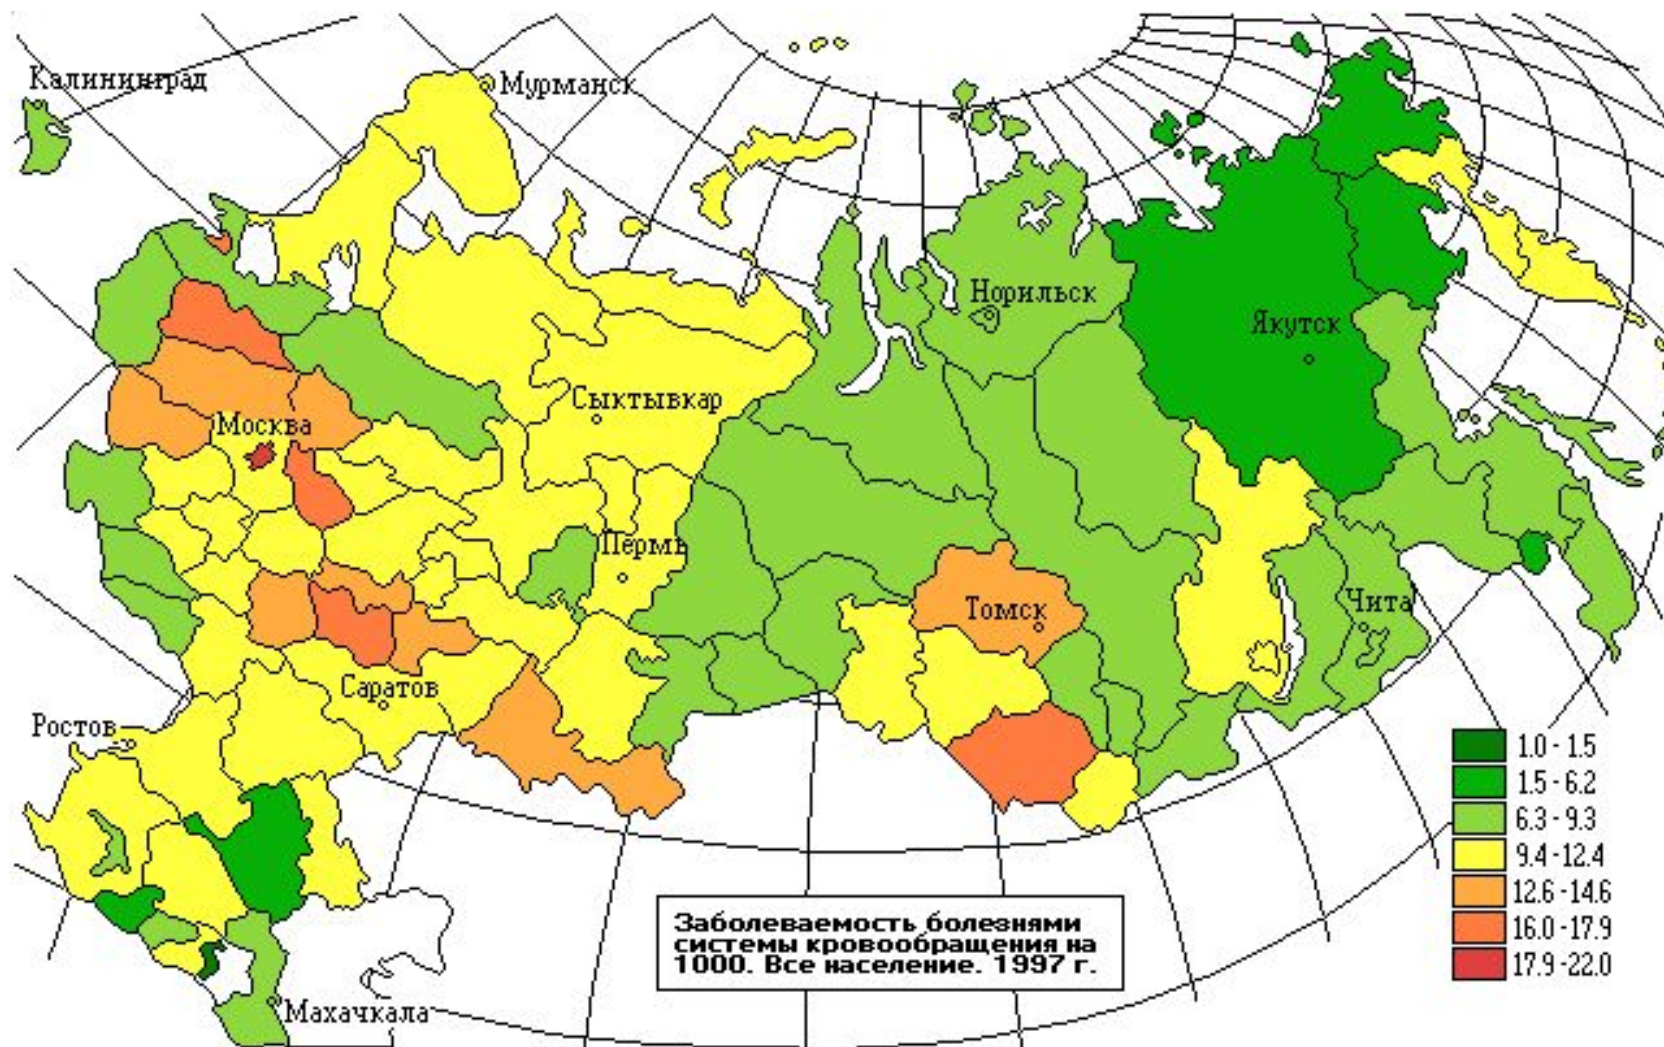 Калининград
Мурманск
Норильск
Якутск
Сыктывкар
Москва
Пермь
Томск
Чита
Саратов
Ростов
Махачкала
1.0 - 1.5
1.5 - 6.2
6.3 - 9.3
9.4 -12.4
12.6 -14.6
16.0 -17.9
17.9 -22.0
Заболеваемость болезнями
системы кровообращения на
1000. Все население. 1997 г.